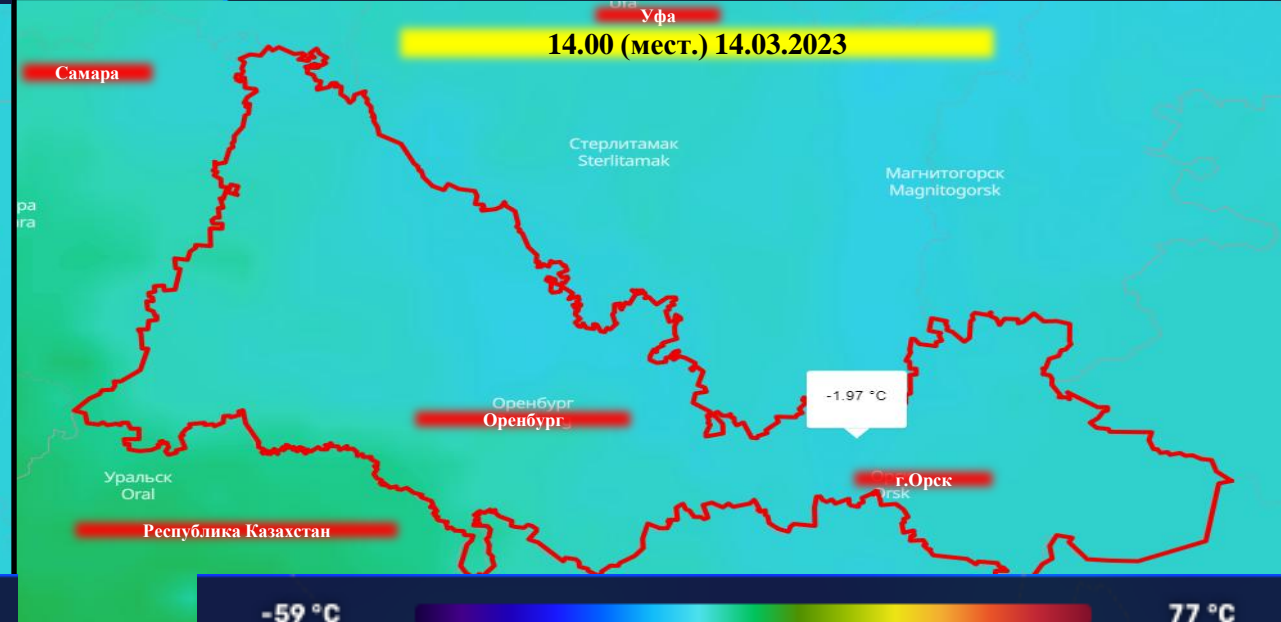 Уфа
14.00 (мест.) 14.03.2023
Самара
Стерлитамак
Sterlitamak
Магнитогорск
Magnitogorsk
-1.97 °C
Оренбург
Оренбург
г.Орск
Уральск
Oral
Республика Казахстан
-59 °C
77 °C